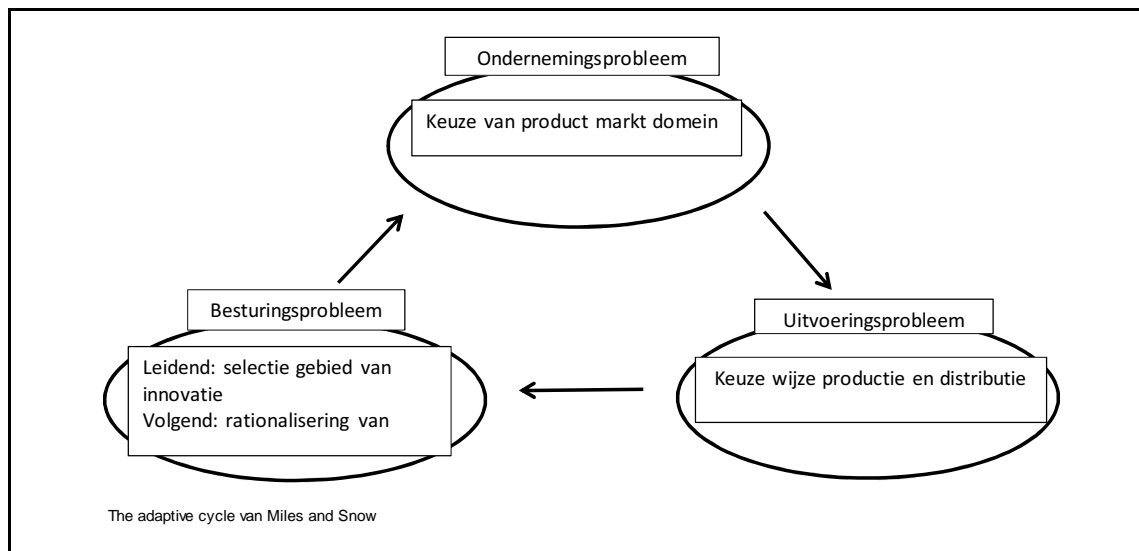 Ondernemingsprobleem
Keuze van product markt domein
Besturingsprobleem
Leidend: selectie gebied van
innovatie
Volgend: rationalisering van
Uitvoeringsprobleem
Keuze wijze productie en distributie
The adaptive cycle van Miles and Snow